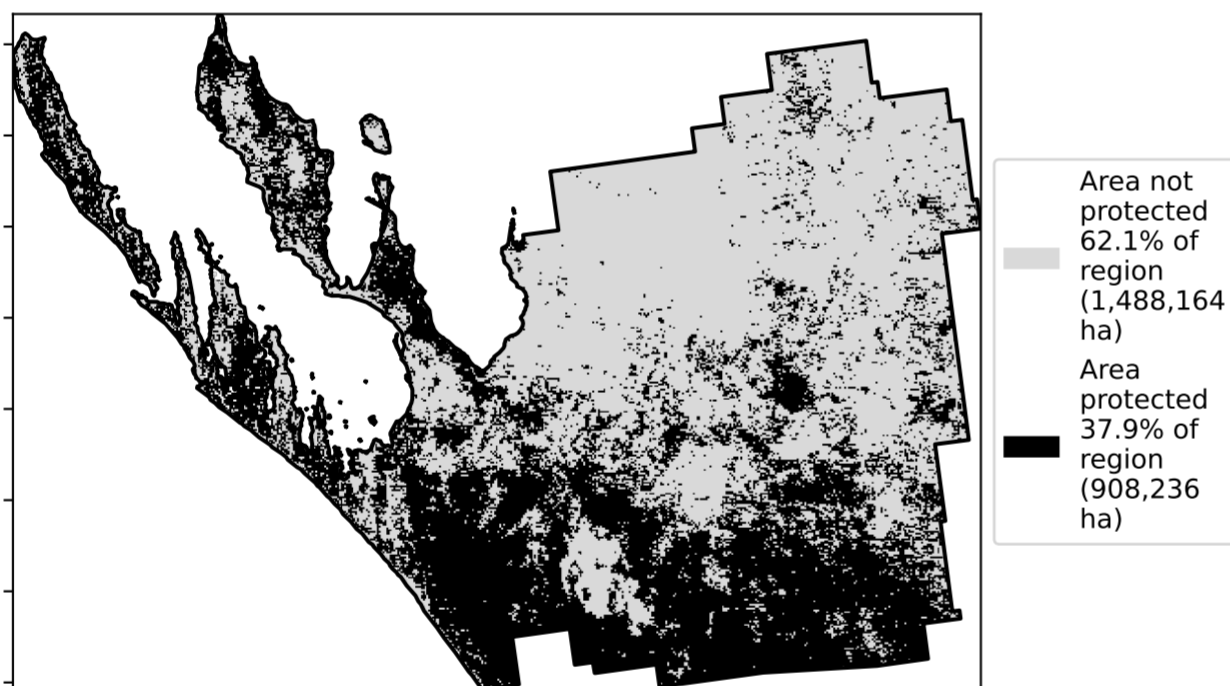 Area not
protected
62.1% of
region
(1,488,164
ha)
Area
protected
37.9% of
region
(908,236
ha)